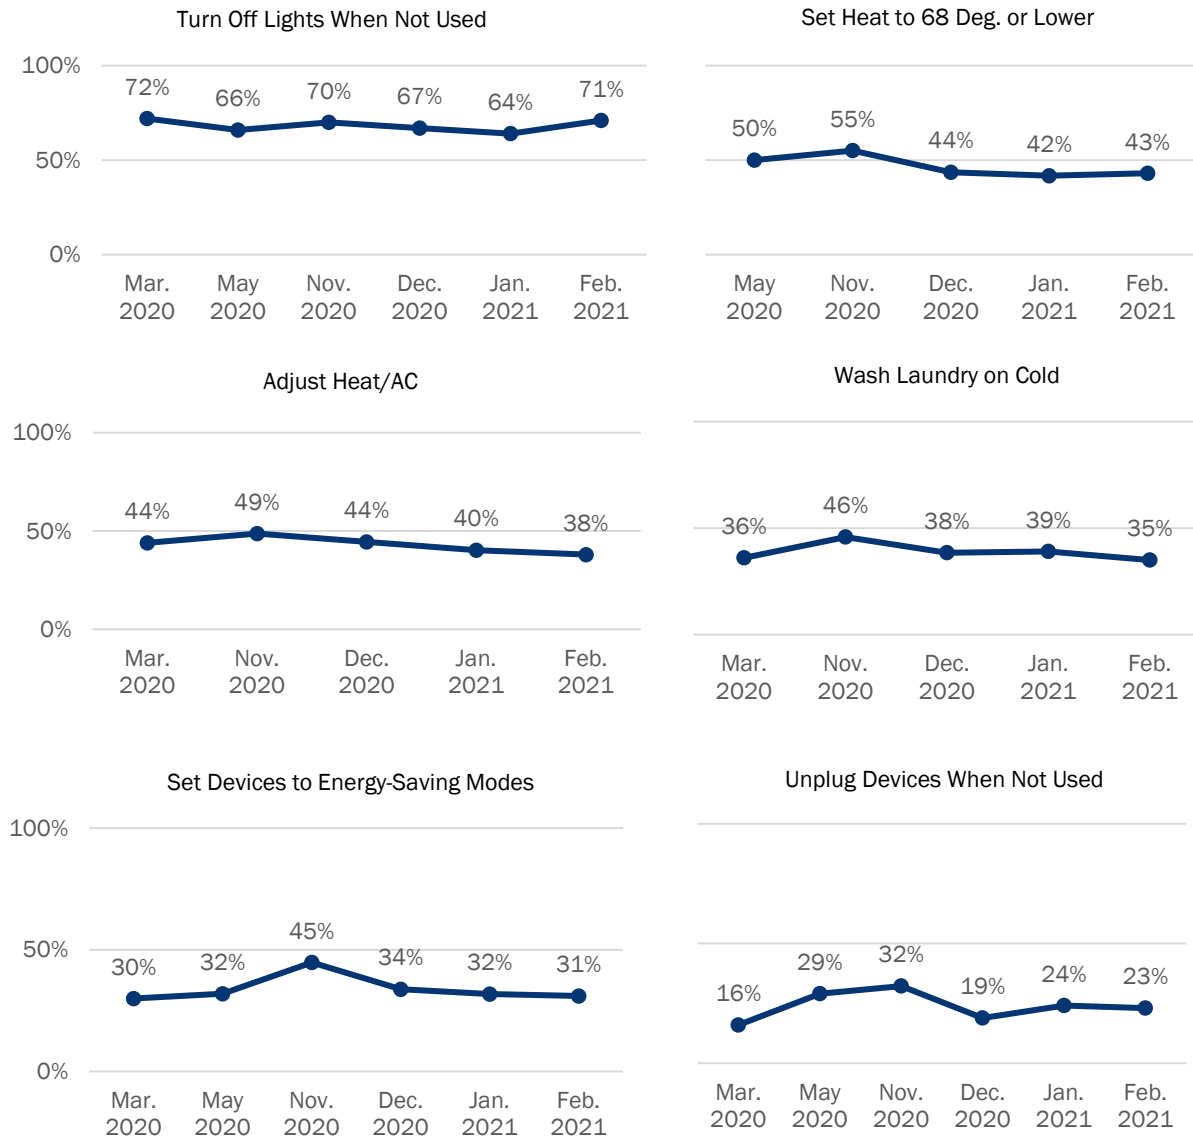 Turn Off Lights When Not Used
100%
50%
0%
72% 66% 70% 67% 64% 71%
Mar. May Nov. Dec. Jan. Feb.
2020 2020 2020 2020 2021 2021
Set Heat to 68 Deg. or Lower
50% 55% 44% 42% 43%
May Nov. Dec. Jan. Feb.
2020 2020 2020 2021 2021
Adjust Heat/AC
100%
50%
0%
44% 49% 44% 40% 38%
Mar. Nov. Dec. Jan. Feb.
2020 2020 2020 2021 2021
Wash Laundry on Cold
36% 46% 38% 39% 35%
Mar. Nov. Dec. Jan. Feb.
2020 2020 2020 2021 2021
Set Devices to Energy-Saving Modes
100%
50%
0%
30% 32% 45% 34% 32% 31%
Mar. May Nov. Dec. Jan. Feb.
2020 2020 2020 2020 2021 2021
Unplug Devices When Not Used
16% 29% 32% 19% 24% 23%
Mar. May Nov. Dec. Jan. Feb.
2020 2020 2020 2020 2021 2021